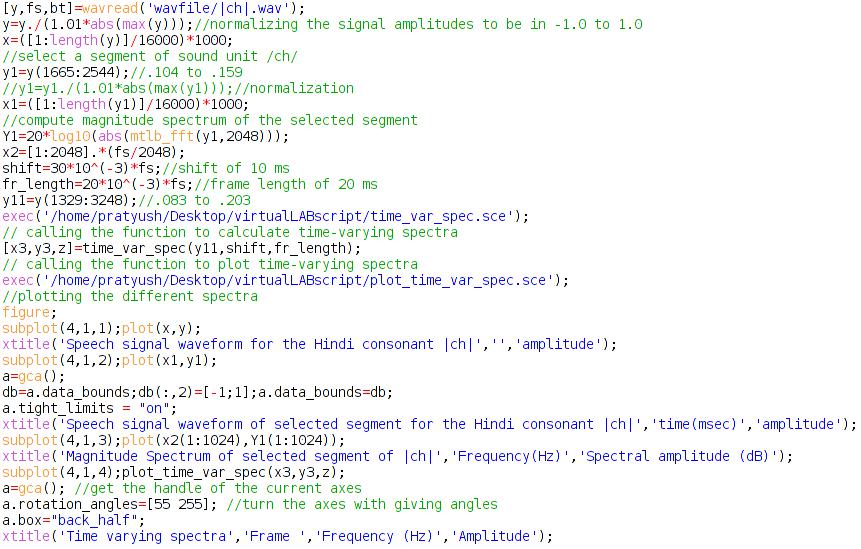 [y,fs,bt]=wavread('wavfile/|ch|.wav');
y=y./(1.01*abs(max(y)));//normalizing the signal amplitudes to be in -1.0 to 1.0
x=([1:length(y)]/16000)*1000;
//select a segment of sound unit /ch/
y1=y(1665:2544);//.104 to .159
//y1=y1./(1.01*abs(max(y1)));//normalization
x1=([1:length(y1)]/16000)*1000;
//compute magnitude spectrum of the selected segment
Y1=20*log10(abs(mtlb_fft(y1,2048)));
x2=[1:2048].*(fs/2048);
shift=30*10^(-3)*fs;//shift of 10 ms
fr_length=20*10^(-3)*fs;//frame length of 20 ms
y11=y(1329:3248);//.083 to .203
exec('/home/pratyush/Desktop/virtualLABscript/time_var_spec.sce');
// calling the function to calculate time-varying spectra
[x3,y3,z]=time_var_spec(y11,shift,fr_length);
// calling the function to plot time-varying spectra
exec('/home/pratyush/Desktop/virtualLABscript/plot_time_var_spec.sce');
//plotting the different spectra
figure;
subplot(4,1,1);plot(x,y);
xtitle('Speech signal waveform for the Hindi consonant |ch|','','amplitude');
subplot(4,1,2);plot(x1,y1);
a=gca();
db=a.data_bounds;db(:,2)=[-1;1];a.data_bounds=db;
a.tight_limits = "on";
xtitle('Speech signal waveform of selected segment for the Hindi consonant |ch|','time(msec)','amplitude');
subplot(4,1,3);plot(x2(1:1024),Y1(1:1024));
xtitle('Magnitude Spectrum of selected segment of |ch|','Frequency(Hz)','Spectral amplitude (dB)');
subplot(4,1,4);plot_time_var_spec(x3,y3,z);
a=gca(); //get the handle of the current axes
a.rotation_angles=[55 255]; //turn the axes with giving angles
a.box="back_half";
xtitle('Time varying spectra','Frame ','Frequency (Hz)','Amplitude');